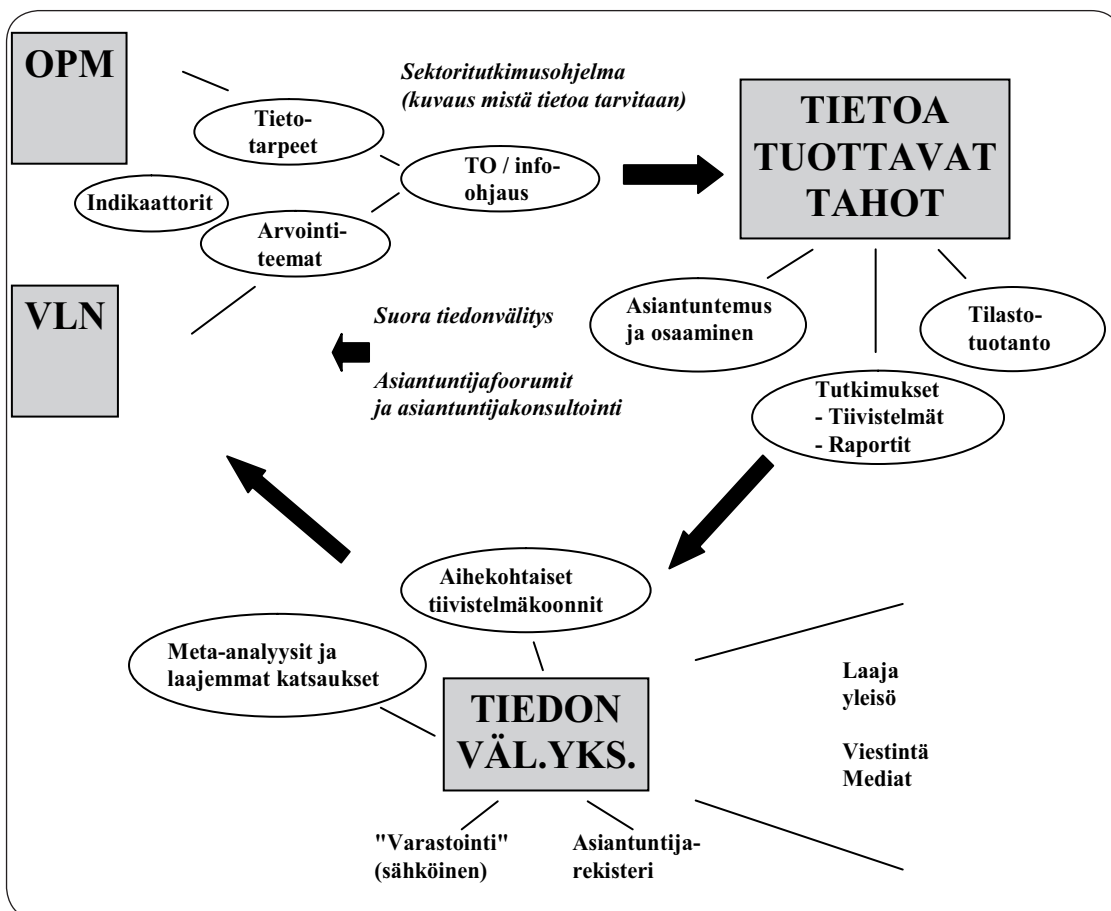 OPM
Sektoritutkimusohjelma
(kuvaus mistä tietoa tarvitaan)
TIETOA
TUOTTAVAT
TAHOT
Tieto-
tarpeet
TO / info-
ohjaus
Indikaattorit
Arvointi-
teemat
VLN
Suora tiedonvälitys
Asiantuntijafoorumit
ja asiantuntijakonsultointi
Asiantuntemus
ja osaaminen
Tilasto-
tuotanto
Tutkimukset
- Tiivistelmät
- Raportit
Aihekohtaiset
tiivistelmäkoonnit
Meta-analyysit ja
laajemmat katsaukset
TIEDON
VÄL.YKS.
Laaja
yleisö
Viestintä
Mediat
"Varastointi"
(sähköinen)
Asiantuntija-
rekisteri